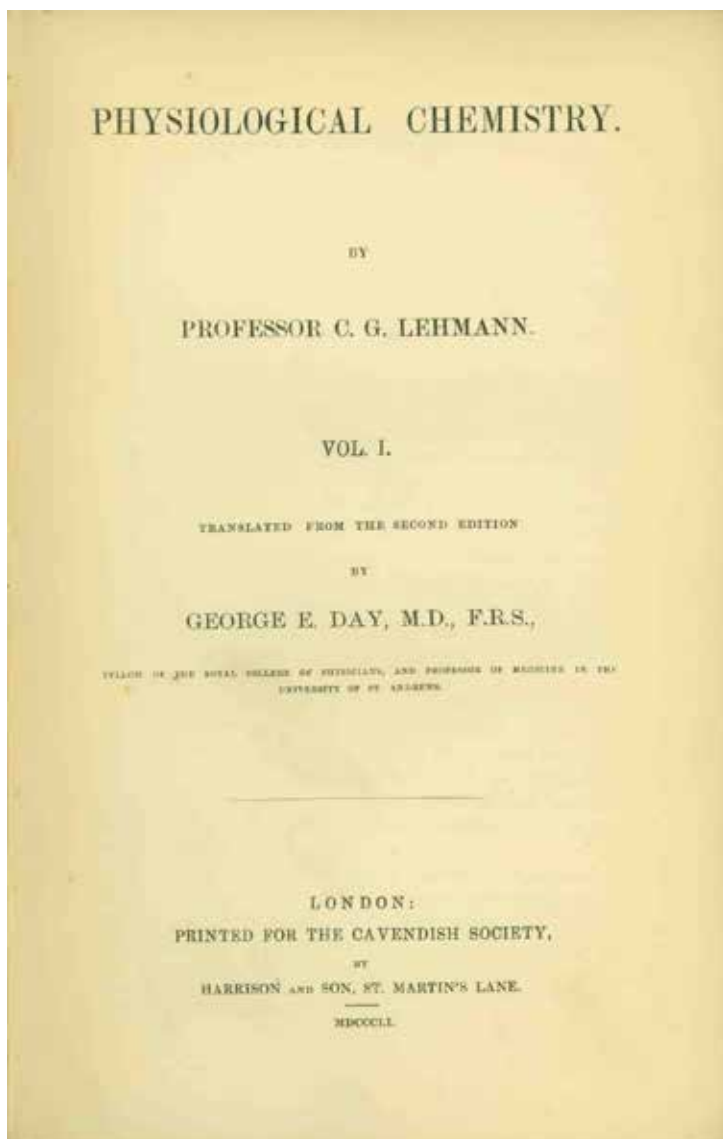 PHYSIOLOGICAL CHEMISTRY.
BY
PROFESSOR C. G. LEHMANN.
VOL. I.
TRANSLATED FROM THE SECOND EDITION
BY
GEORGE E. DAY, M.D., F.R.S.,
FELLOW OF THE ROYAL COLLEGE OF PHYSICIANS, AND PROFESSOR OF MEDICINE IN THE
UNIVERSITY OF ST. ANDREWS.
LONDON:
PRINTED FOR THE CAVENDISH SOCIETY,
BY
HARRISON AND SON, ST. MARTIN'S LANE.
MDCCCLI.